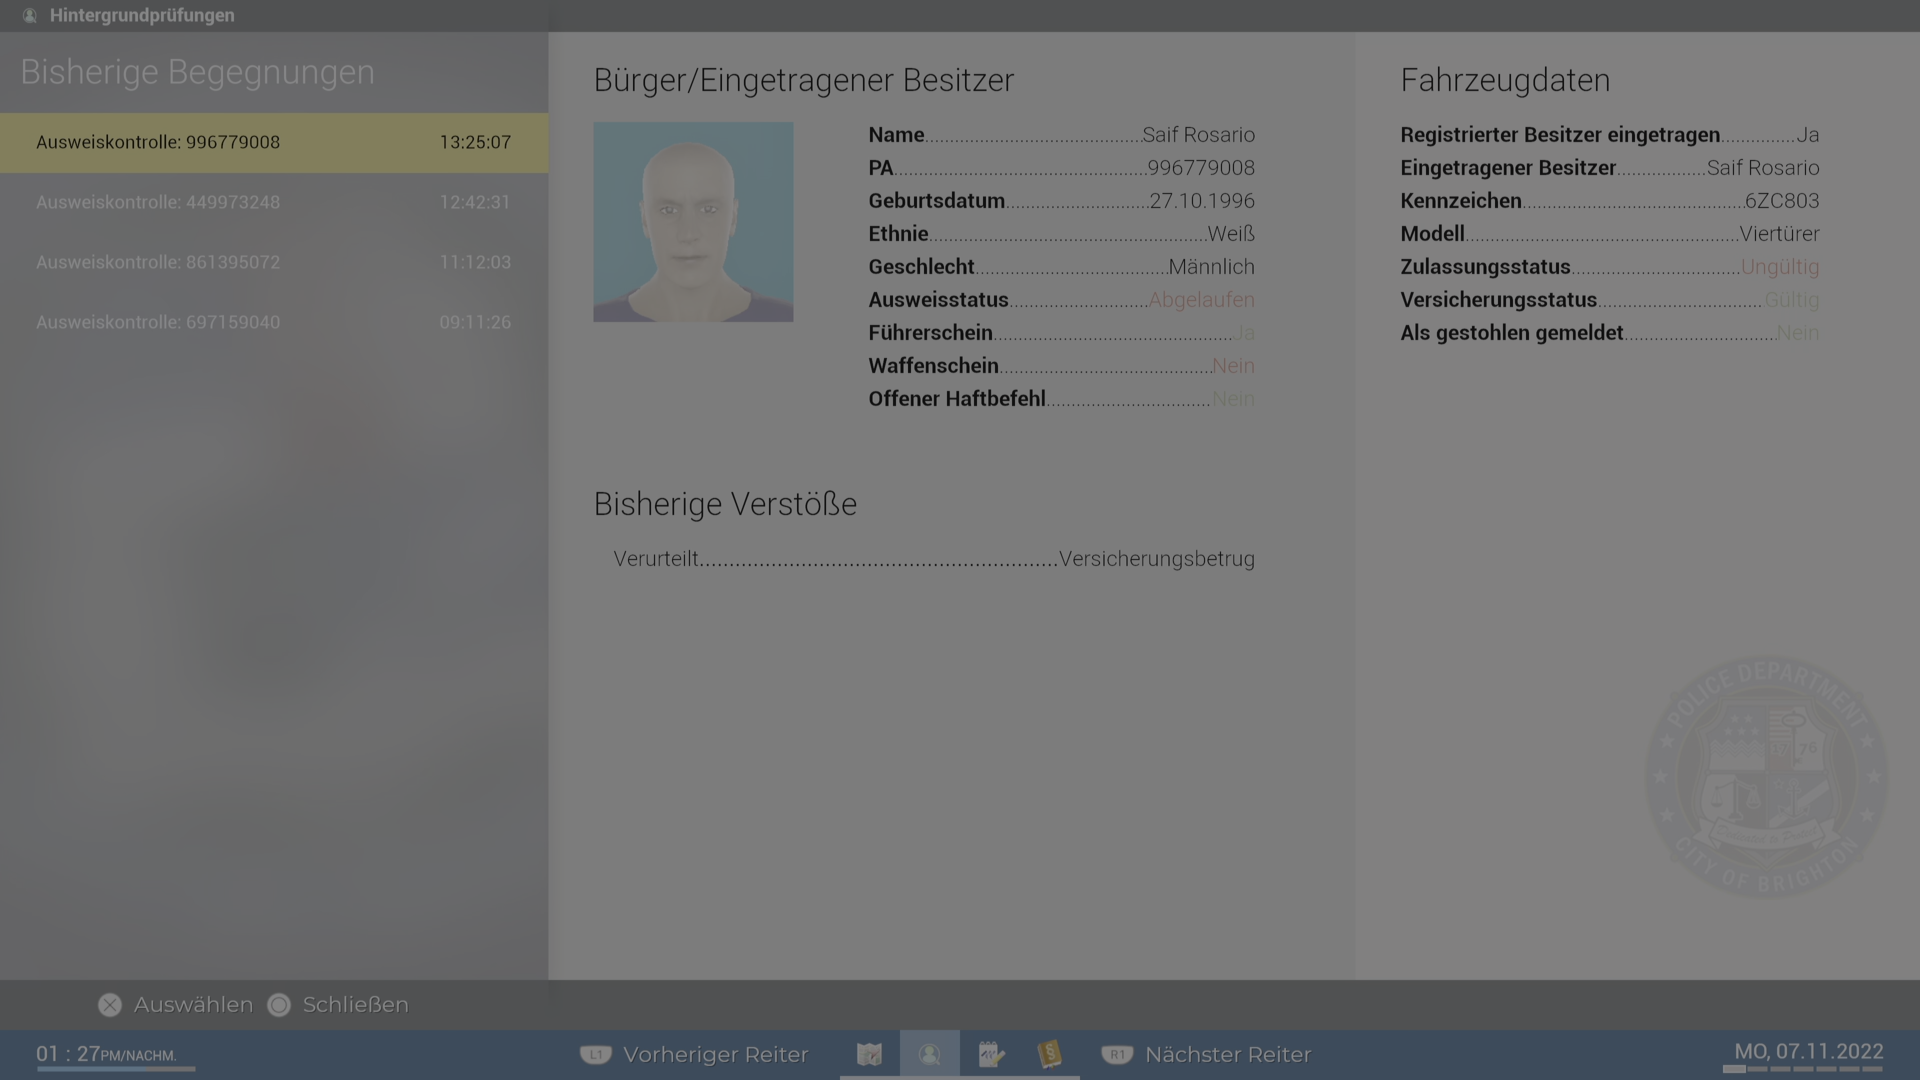 Hintergrundprüfungen
Bisherige Begegnungen
Ausweiskontrolle: 996779008 13:25:07
Ausweiskontrolle: 449973248 12:42:31
Ausweiskontrolle: 861395072 11:12:03
Ausweiskontrolle: 697159040 09:11:26
Bürger/Eingetragener Besitzer
Name Saif Rosario
PA 996779008
Geburtsdatum 27.10.1996
Ethnie Weiß
Geschlecht Männlich
Ausweisstatus Abgelaufen
Führerschein Ja
Waffenschein Nein
Offener Haftbefehl Nein
Bisherige Verstöße
Verurteilt Versicherungsbetrug
Fahrzeugdaten
Registrierter Besitzer eingetragen Ja
Eingetragener Besitzer Saif Rosario
Kennzeichen 6ZC803
Modell Viertürer
Zulassungsstatus Ungültig
Versicherungsstatus Gültig
Als gestohlen gemeldet Nein
POLICE DEPARTMENT
17 76
CITY OF BRIGHTON
Auswählen Schließen
01 : 27 PM/NACHM.
L1 Vorheriger Reiter
§
R1 Nächster Reiter
MO, 07.11.2022